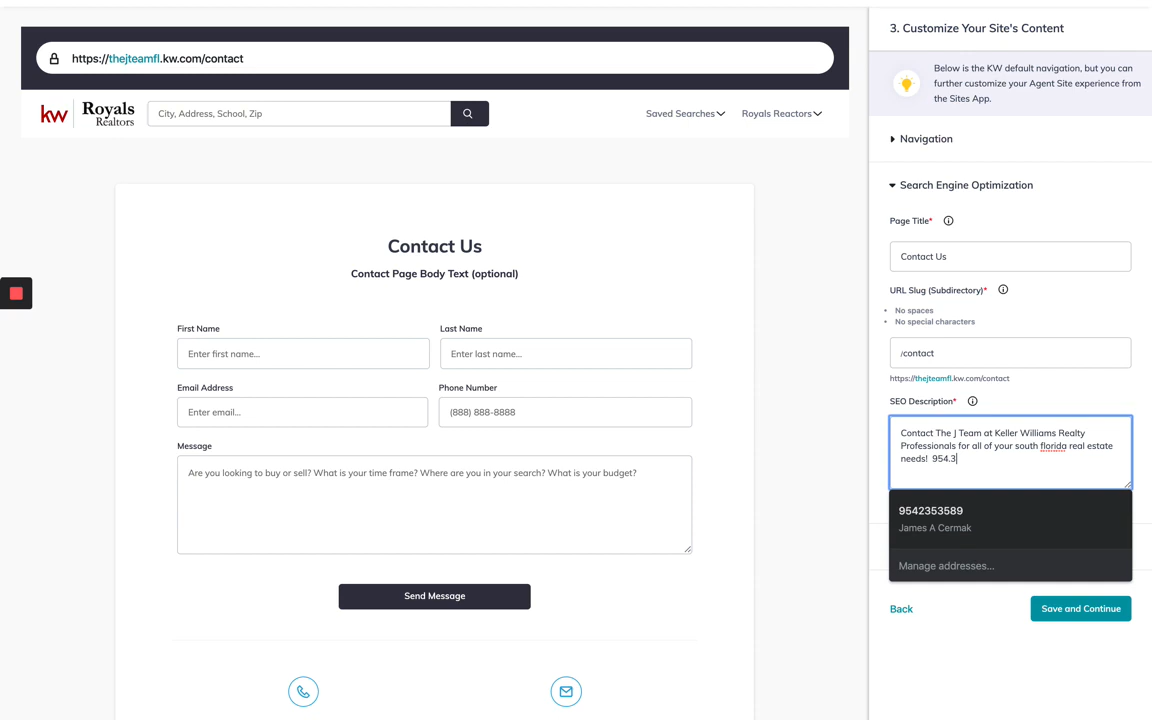 https://thejteamfl.kw.com/contact
kw Royals Realtors
City, Address, School, Zip
Saved Searches
Royals Reactors
Contact Us
Contact Page Body Text (optional)
First Name
Last Name
Enter first name...
Enter last name...
Email Address
Phone Number
Enter email...
(888) 888-8888
Message
Are you looking to buy or sell? What is your time frame? Where are you in your search? What is your budget?
Send Message
3. Customize Your Site's Content
Below is the KW default navigation, but you can
further customize your Agent Site experience from
the Sites App.
Navigation
Search Engine Optimization
Page Title*
Contact Us
URL Slug (Subdirectory)*
No spaces
No special characters
/contact
https://thejteamfl.kw.com/contact
SEO Description*
Contact The J Team at Keller Williams Realty
Professionals for all of your south florida real estate
needs!  954.3
9542353589
James A Cermak
Manage addresses...
Back
Save and Continue